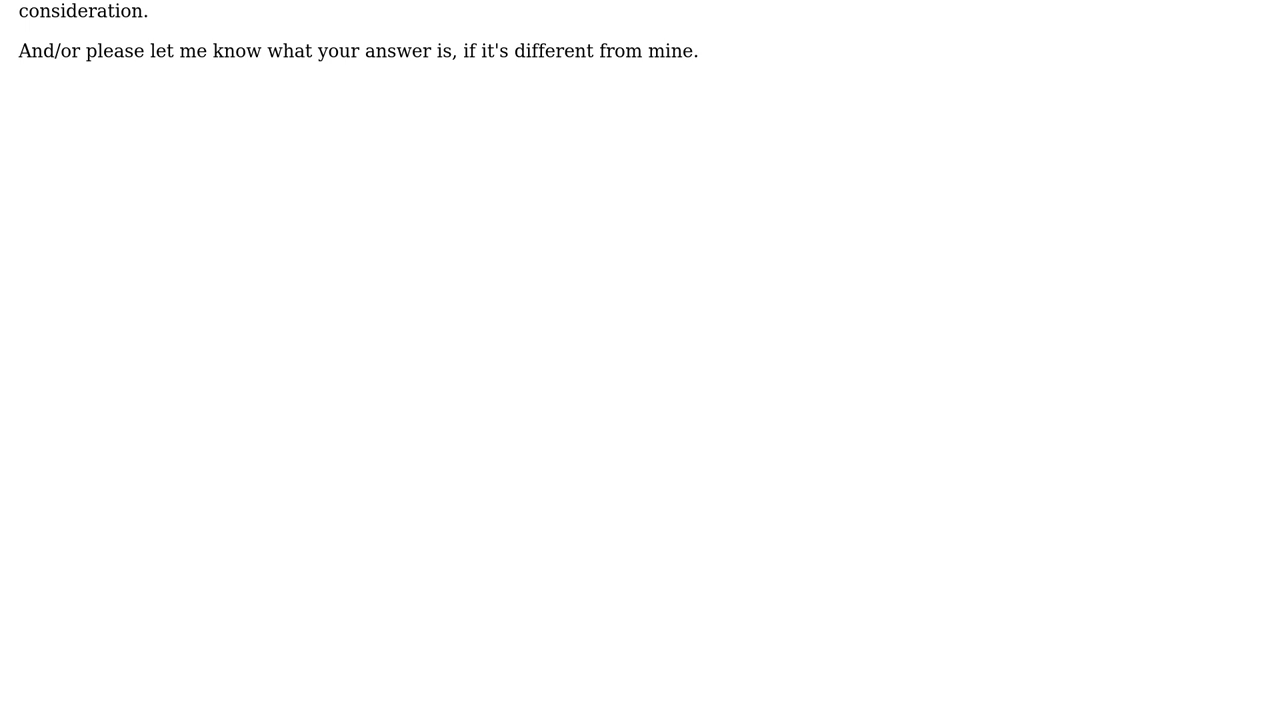 consideration.
And/or please let me know what your answer is, if it's different from mine.